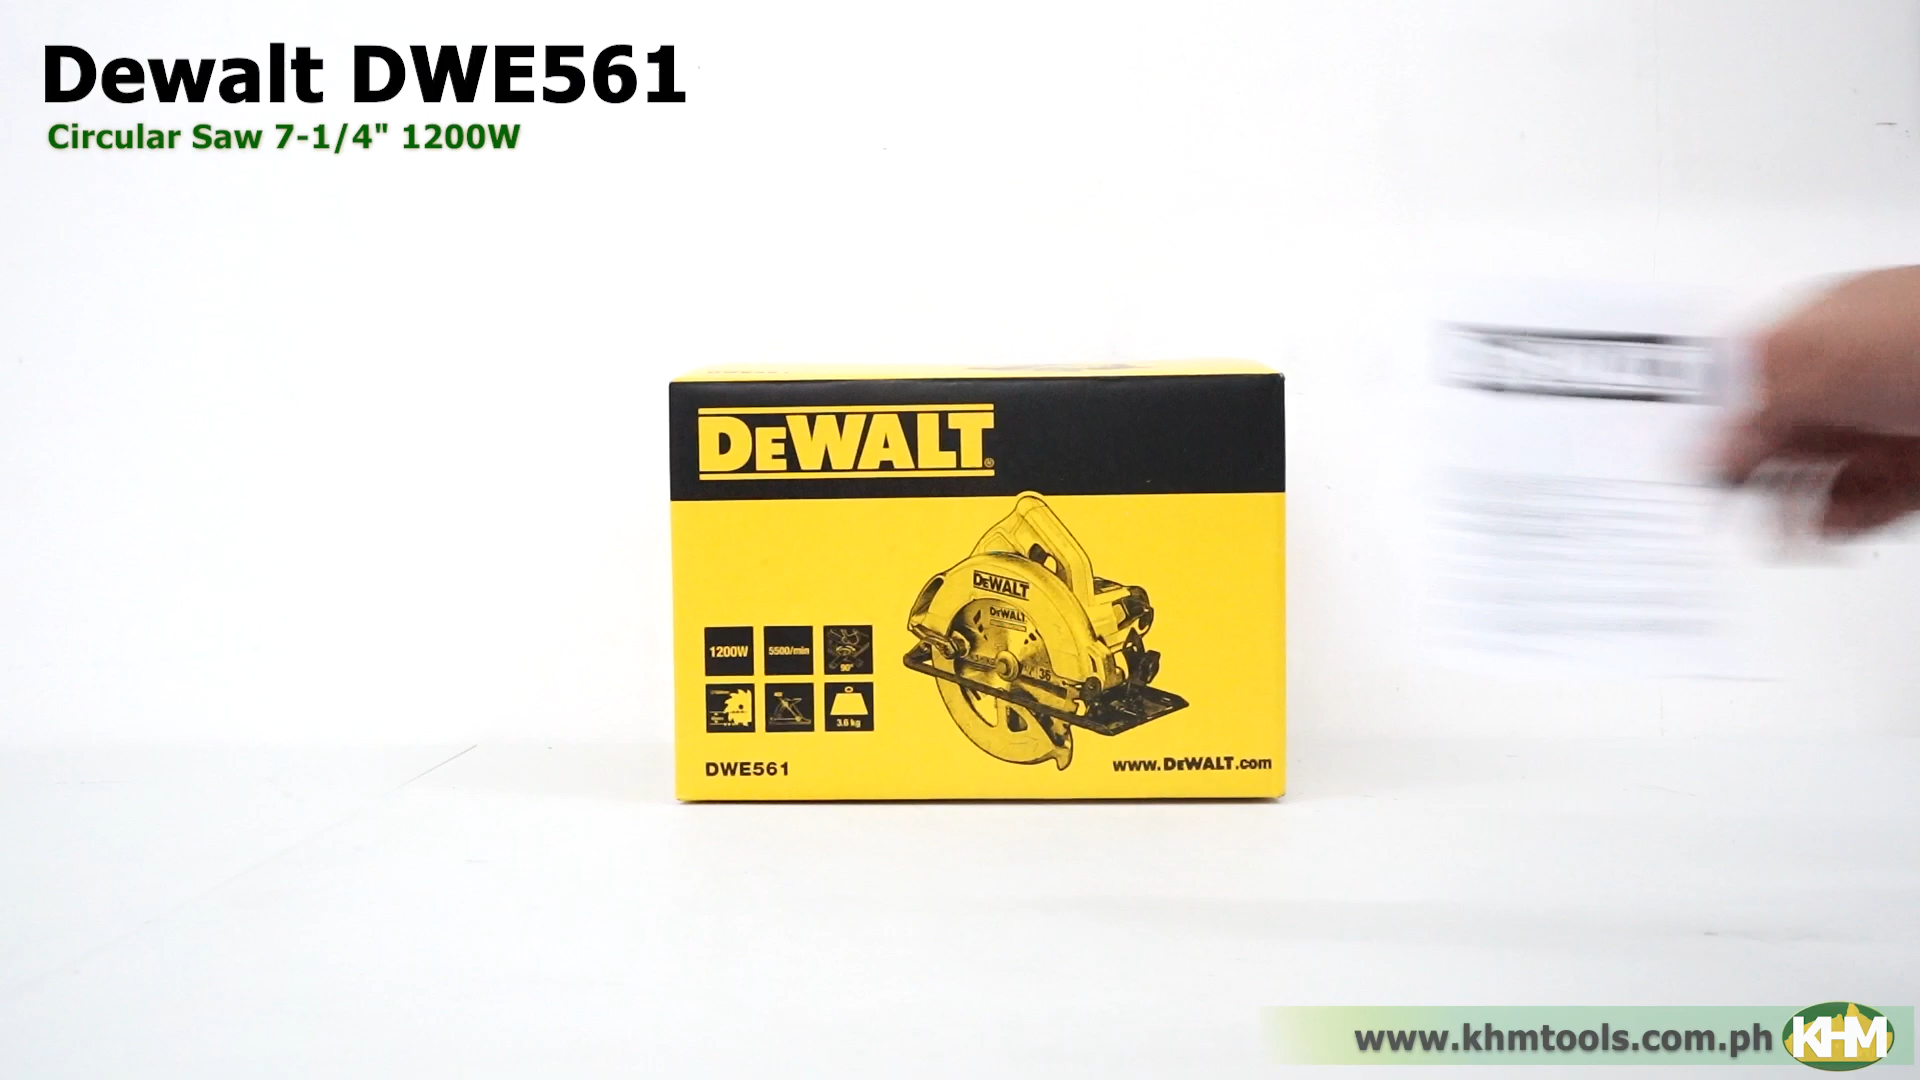 Dewalt DWE561
Circular Saw 7-1/4" 1200W
DEWALT
DEWALT
DEWALT
36
1200W
5500/min
90°
3.6 kg
DWE561
www.DEWALT.com
www.khmtools.com.ph
KHM